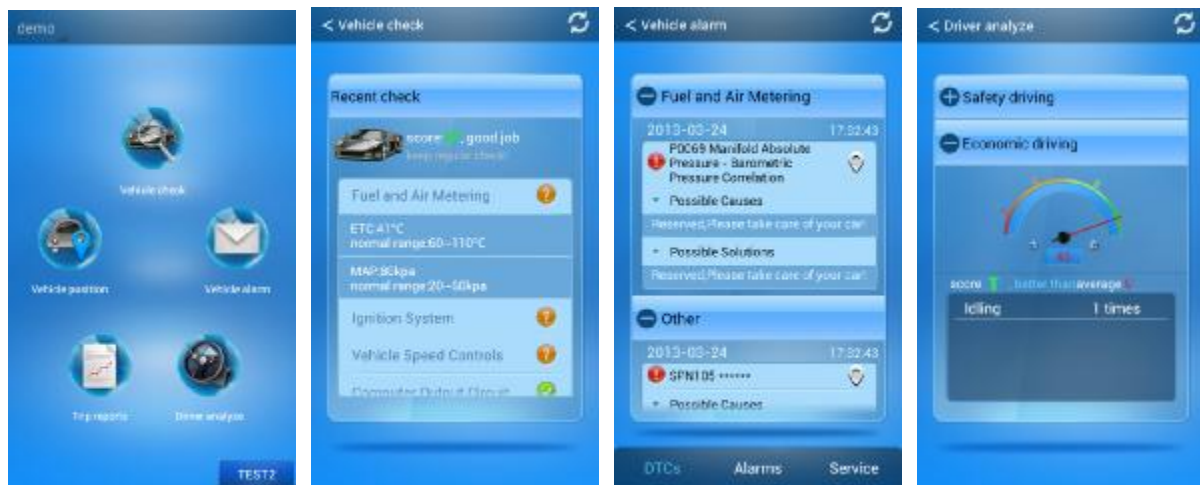 demo
Vehicle check
Vehicle position
Vehicle alarm
Trip reports
Driver analyze
TEST2
< Vehicle check
Recent check
score , good job
keep regular check!
Fuel and Air Metering
ETC:41°C
normal range:60~110°C
MAP:80kpa
normal range:20~60kpa
Ignition System
Vehicle Speed Controls
Computer Output Circuit
< Vehicle alarm
Fuel and Air Metering
2013-03-24 17:32:43
P0069 Manifold Absolute
Pressure - Barometric
Pressure Correlation
Possible Causes
Reserved,Please take care of your car!
Possible Solutions
Reserved,Please take care of your car!
Other
2013-03-24 17:32:43
SPN105 ******
Possible Causes
DTCs Alarms Service
< Driver analyze
Safety driving
Economic driving
score better than average
Idling 1 times